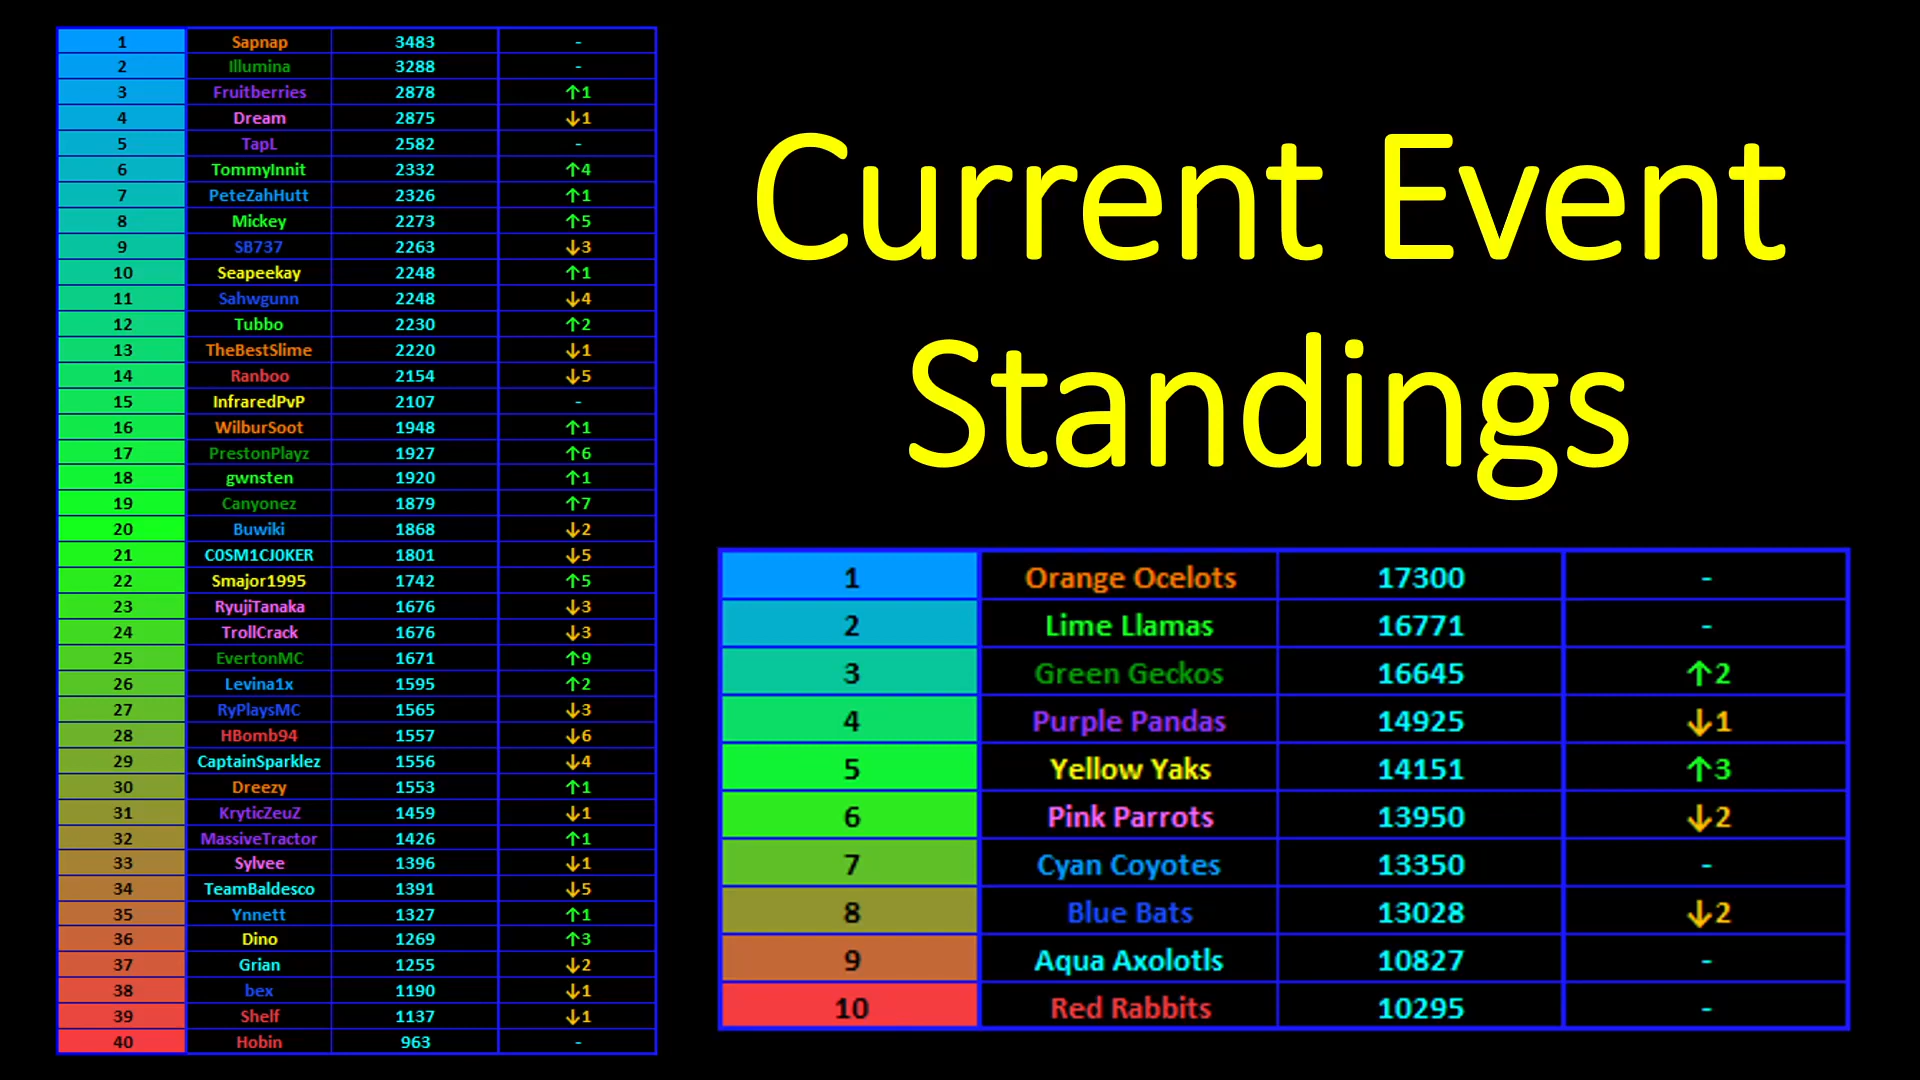 1 Sapnap 3483 -
2 Illumina 3288 -
3 Fruitberries 2878 ↑1
4 Dream 2875 ↓1
5 TapL 2582 -
6 TommyInnit 2332 ↑4
7 PeteZahHutt 2326 ↑1
8 Mickey 2273 ↑5
9 SB737 2263 ↓3
10 Seapeekay 2248 ↑1
11 Sahwgunn 2248 ↓4
12 Tubbo 2230 ↑2
13 TheBestSlime 2220 ↓1
14 Ranboo 2154 ↓5
15 InfraredPvP 2107 -
16 WilburSoot 1948 ↑1
17 PrestonPlayz 1927 ↑6
18 gwnsten 1920 ↑1
19 Canyonez 1879 ↑7
20 Buwiki 1868 ↓2
21 C0SM1CJ0KER 1801 ↓5
22 Smajor1995 1742 ↑5
23 RyujiTanaka 1676 ↓3
24 TrollCrack 1676 ↓3
25 EvertonMC 1671 ↑9
26 Levina1x 1595 ↑2
27 RyPlaysMC 1565 ↓3
28 HBomb94 1557 ↓6
29 CaptainSparklez 1556 ↓4
30 Dreezy 1553 ↑1
31 KryticZeuZ 1459 ↓1
32 MassiveTractor 1426 ↑1
33 Sylvee 1396 ↓1
34 TeamBaldesco 1391 ↓5
35 Ynnett 1327 ↑1
36 Dino 1269 ↑3
37 Grian 1255 ↓2
38 bex 1190 ↓1
39 Shelf 1137 ↓1
40 Hobin 963 -
Current Event
Standings
1 Orange Ocelots 17300 -
2 Lime Llamas 16771 -
3 Green Geckos 16645 ↑2
4 Purple Pandas 14925 ↓1
5 Yellow Yaks 14151 ↑3
6 Pink Parrots 13950 ↓2
7 Cyan Coyotes 13350 -
8 Blue Bats 13028 ↓2
9 Aqua Axolotls 10827 -
10 Red Rabbits 10295 -